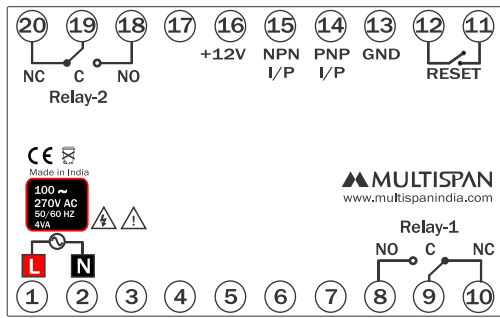 20 19 18 17 16 15 14 13 12 11
+12V NPN PNP GND
I/P I/P
NC C NO
RESET
Relay-2
CE
Made in India
100 ~
270V AC
50/60 HZ
4VA
L N
MULTISPAN
www.multispanindia.com
Relay-1
NO C NC
1 2 3 4 5 6 7 8 9 10